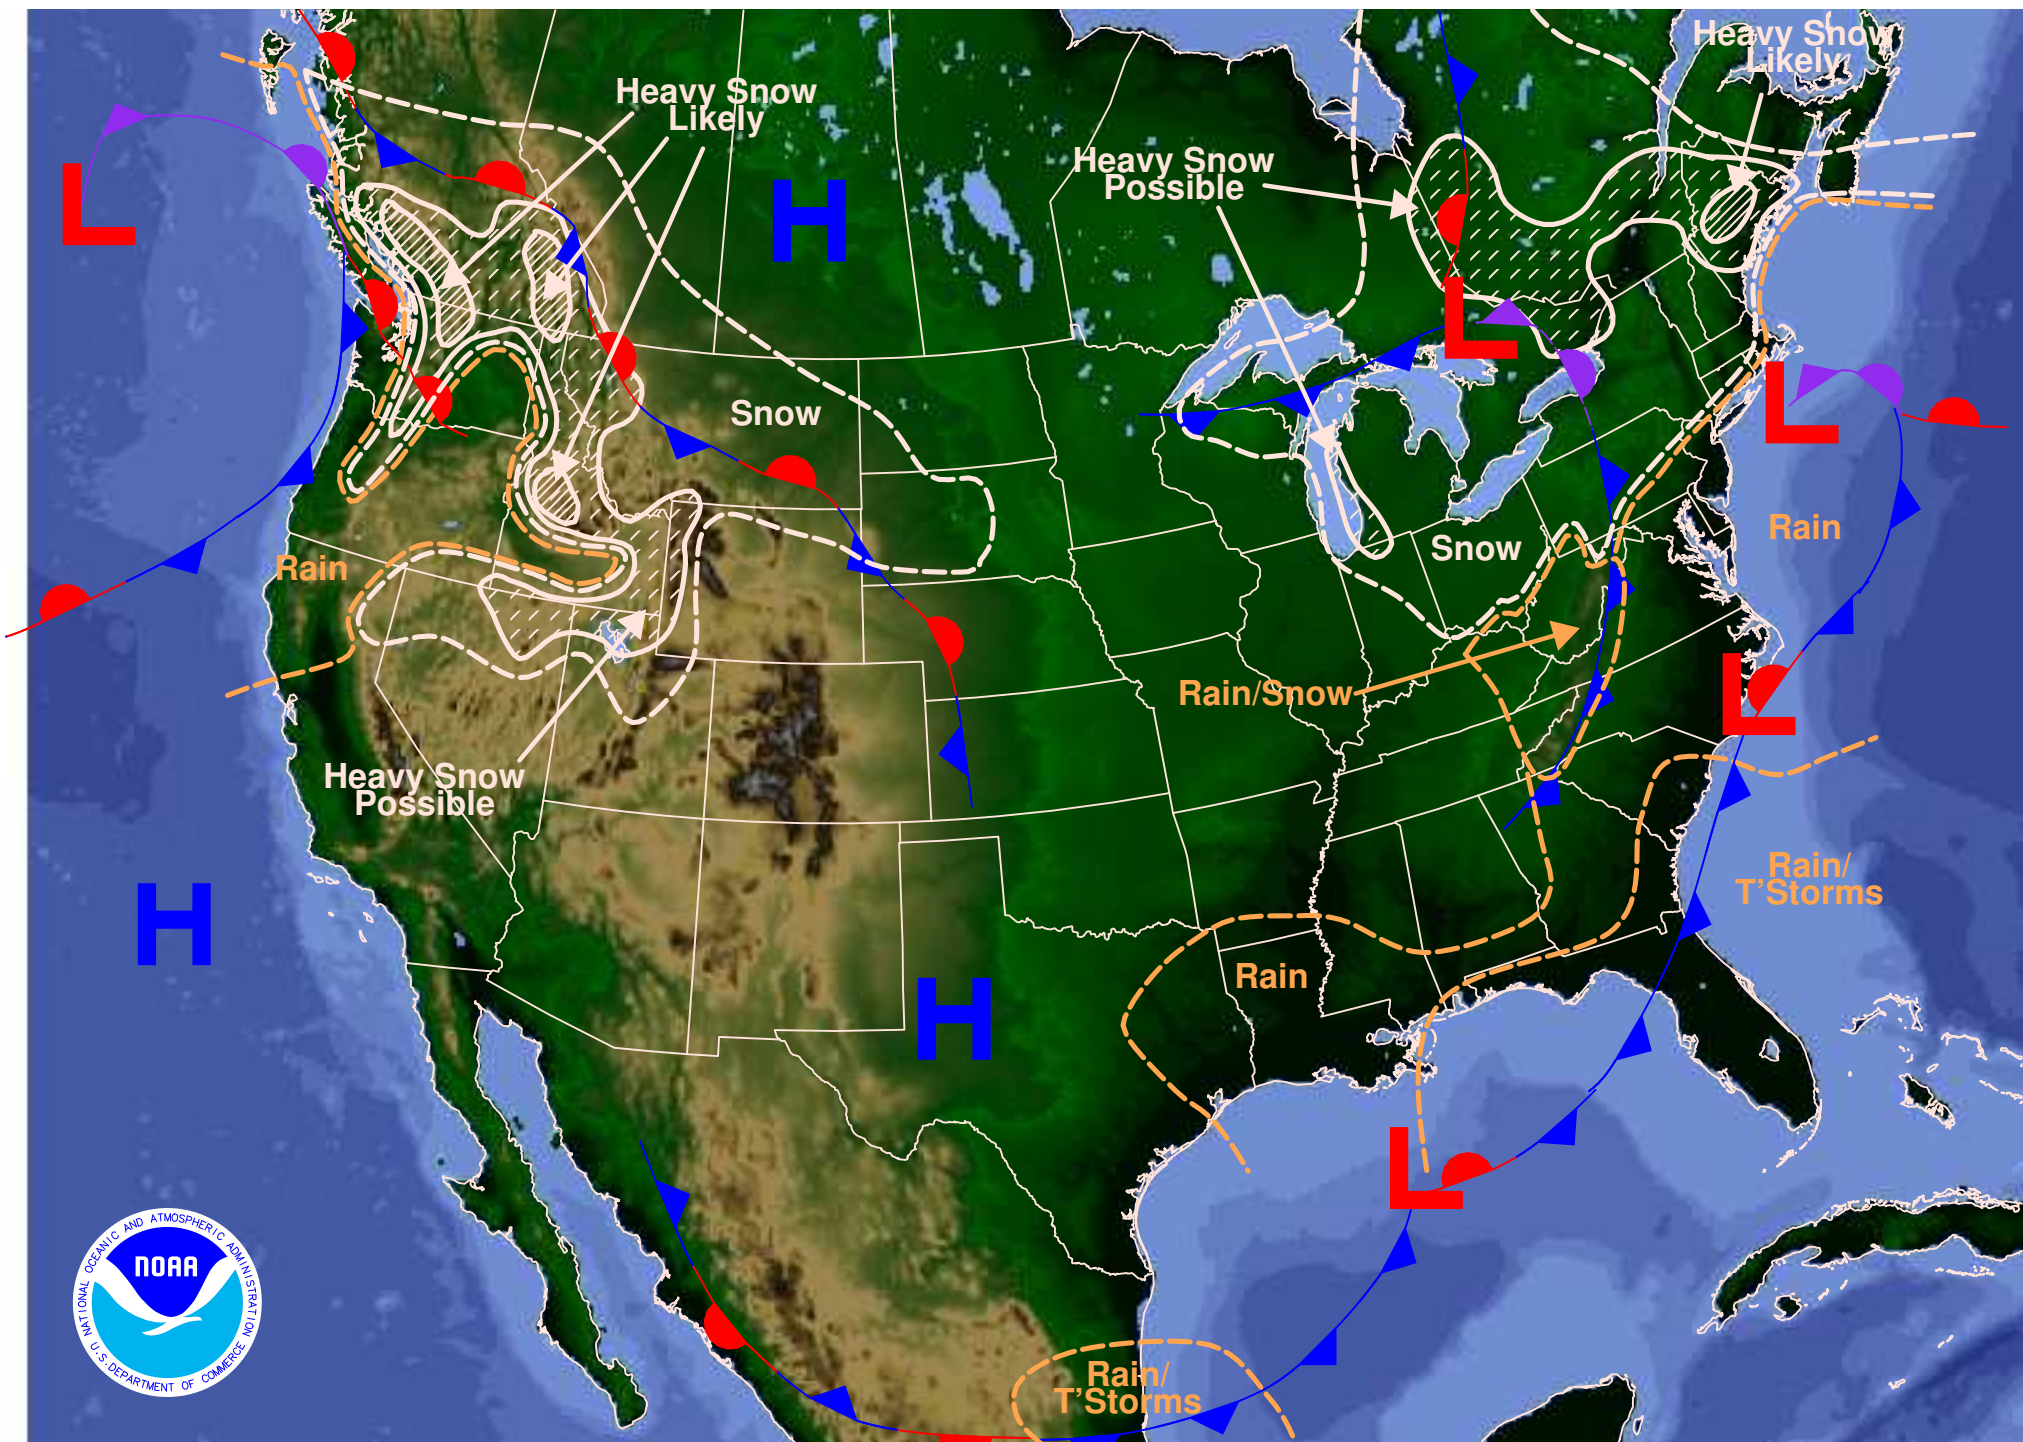 Heavy Snow
Likely
Heavy Snow
Likely
Heavy Snow
Possible
H
L
L
L
Snow
Rain
Rain
Snow
Rain/Snow
L
Heavy Snow
Possible
Rain/
T'Storms
H
Rain
H
L
Rain/
T'Storms
NATIONAL OCEANIC AND ATMOSPHERIC ADMINISTRATION
NOAA
U.S. DEPARTMENT OF COMMERCE